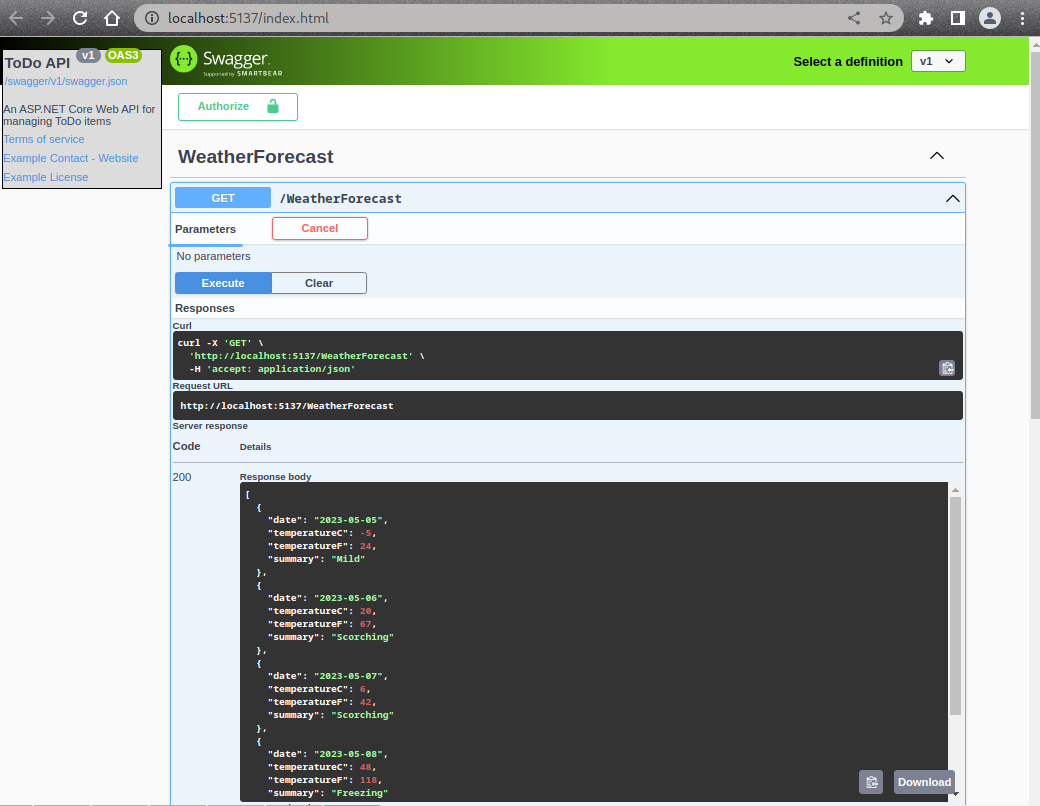 localhost:5137/index.html
ToDo API v1 OAS3
/swagger/v1/swagger.json
An ASP.NET Core Web API for
managing ToDo items
Terms of service
Example Contact - Website
Example License
{···} Swagger.
Supported by SMARTBEAR
Select a definition v1
Authorize
WeatherForecast
GET /WeatherForecast
Parameters Cancel
No parameters
Execute Clear
Responses
Curl
curl -X 'GET' \
  'http://localhost:5137/WeatherForecast' \
  -H 'accept: application/json'
Request URL
http://localhost:5137/WeatherForecast
Server response
Code Details
200 Response body
[
  {
    "date": "2023-05-05",
    "temperatureC": -5,
    "temperatureF": 24,
    "summary": "Mild"
  },
  {
    "date": "2023-05-06",
    "temperatureC": 20,
    "temperatureF": 67,
    "summary": "Scorching"
  },
  {
    "date": "2023-05-07",
    "temperatureC": 6,
    "temperatureF": 42,
    "summary": "Scorching"
  },
  {
    "date": "2023-05-08",
    "temperatureC": 48,
    "temperatureF": 118,
    "summary": "Freezing"
Download